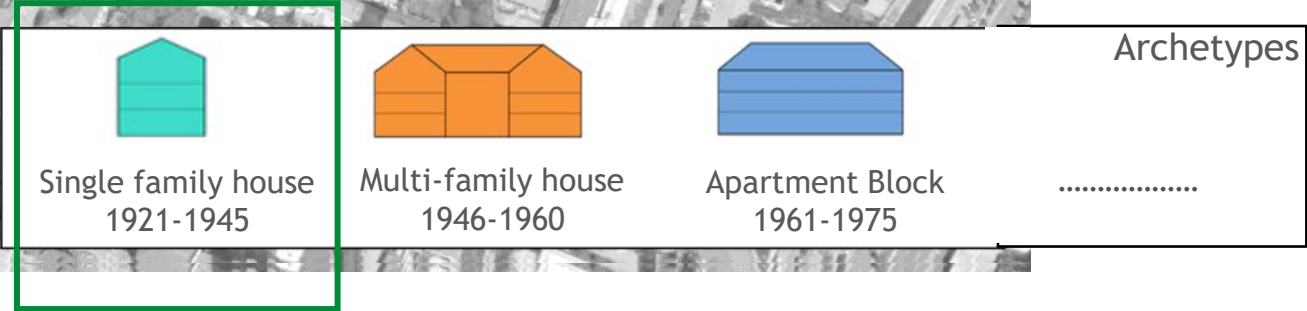 Archetypes
Single family house
1921-1945
Multi-family house
1946-1960
Apartment Block
1961-1975
..................